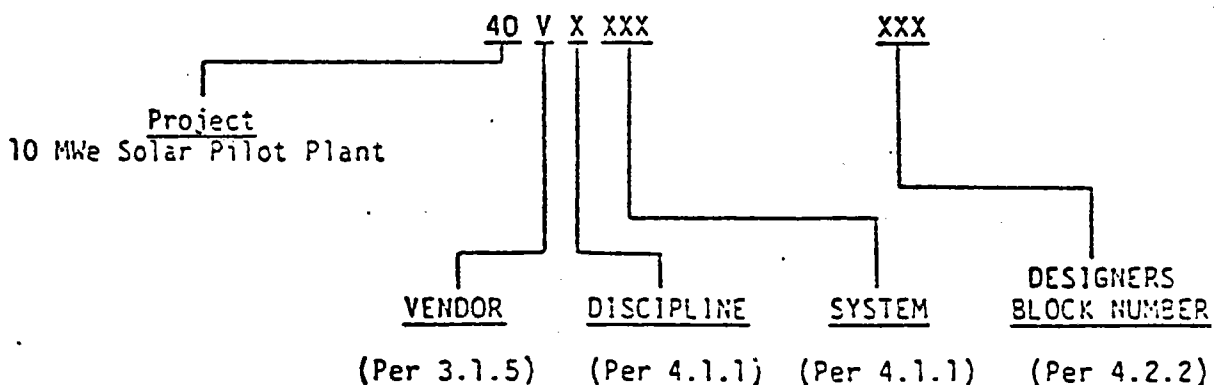 40 V X XXX XXX
Project
10 MWe Solar Pilot Plant
DESIGNERS
VENDOR DISCIPLINE SYSTEM BLOCK NUMBER
(Per 3.1.5) (Per 4.1.1) (Per 4.1.1) (Per 4.2.2)